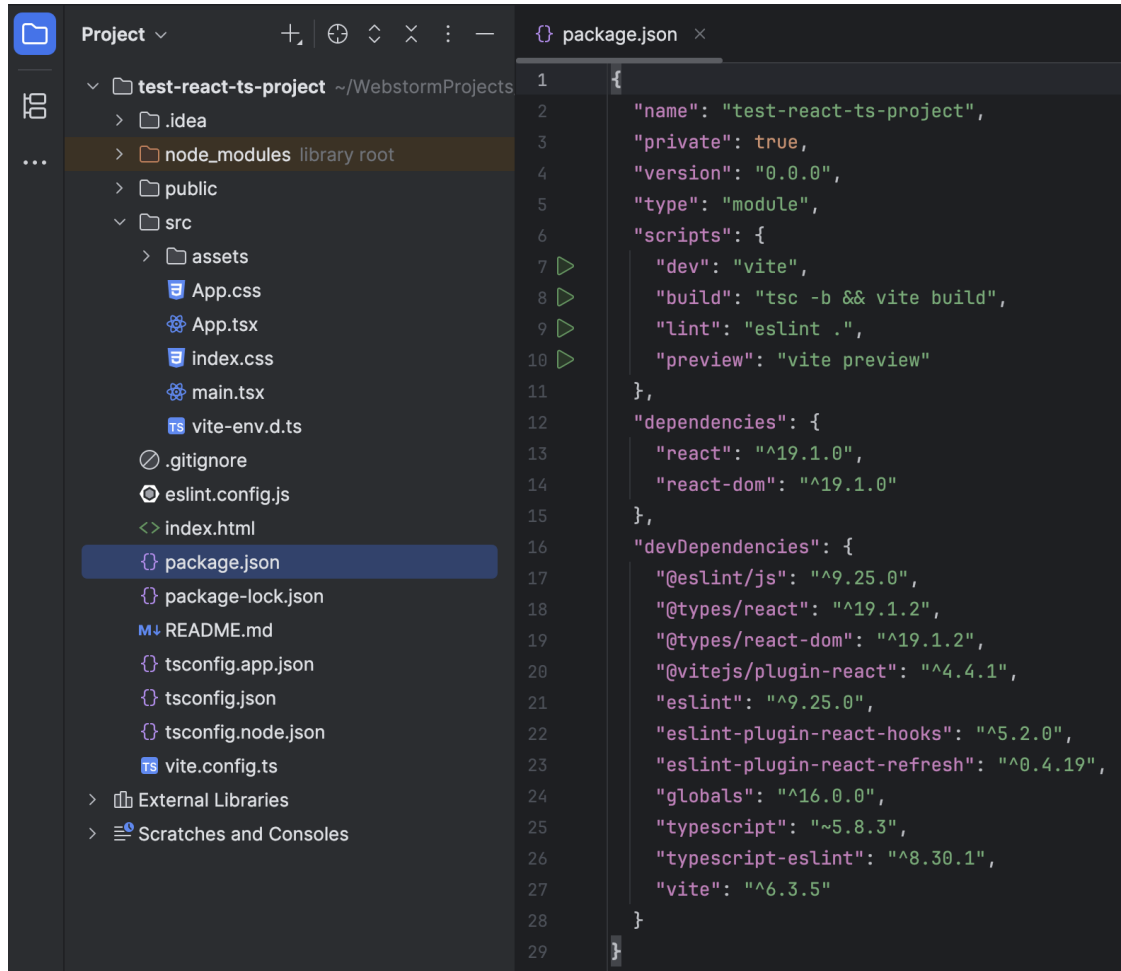 Project
test-react-ts-project ~/WebstormProjects
.idea
node_modules library root
public
src
assets
App.css
App.tsx
index.css
main.tsx
TS vite-env.d.ts
.gitignore
eslint.config.js
<> index.html
{} package.json
{} package-lock.json
M↓ README.md
{} tsconfig.app.json
{} tsconfig.json
{} tsconfig.node.json
TS vite.config.ts
External Libraries
Scratches and Consoles
{} package.json ×
1 {
2 "name": "test-react-ts-project",
3 "private": true,
4 "version": "0.0.0",
5 "type": "module",
6 "scripts": {
7 "dev": "vite",
8 "build": "tsc -b && vite build",
9 "lint": "eslint .",
10 "preview": "vite preview"
11 },
12 "dependencies": {
13 "react": "^19.1.0",
14 "react-dom": "^19.1.0"
15 },
16 "devDependencies": {
17 "@eslint/js": "^9.25.0",
18 "@types/react": "^19.1.2",
19 "@types/react-dom": "^19.1.2",
20 "@vitejs/plugin-react": "^4.4.1",
21 "eslint": "^9.25.0",
22 "eslint-plugin-react-hooks": "^5.2.0",
23 "eslint-plugin-react-refresh": "^0.4.19",
24 "globals": "^16.0.0",
25 "typescript": "~5.8.3",
26 "typescript-eslint": "^8.30.1",
27 "vite": "^6.3.5"
28 }
29 }